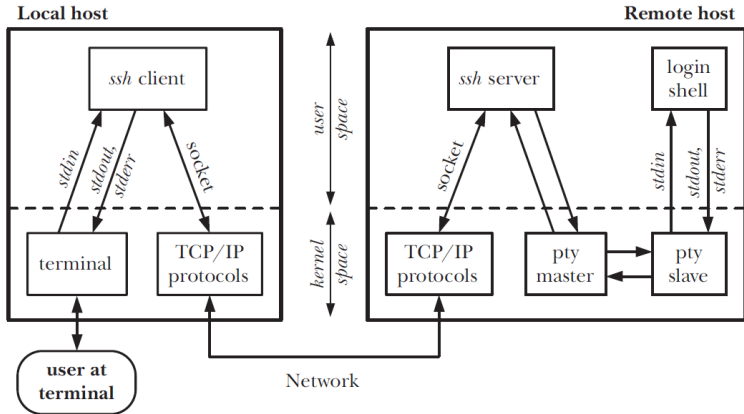 Local host
Remote host
ssh client
user
space
ssh server
login
shell
stdin
stdout,
stderr
socket
socket
stdin
stdout,
stderr
terminal
TCP/IP
protocols
kernel
space
TCP/IP
protocols
pty
master
pty
slave
user at
terminal
Network